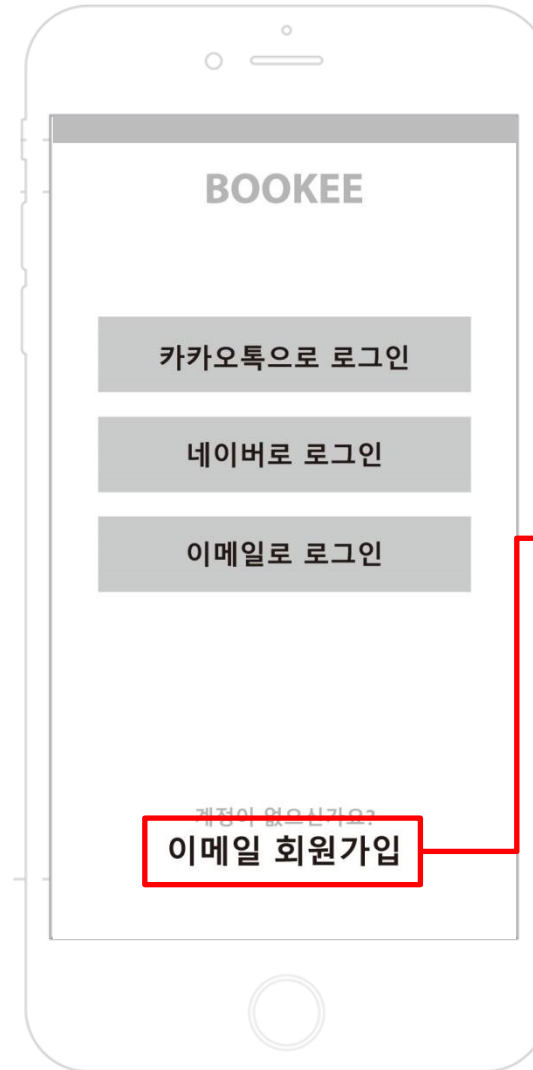 BOOKEE
카카오톡으로 로그인
네이버로 로그인
이메일로 로그인
계정이 없으신가요?
이메일 회원가입